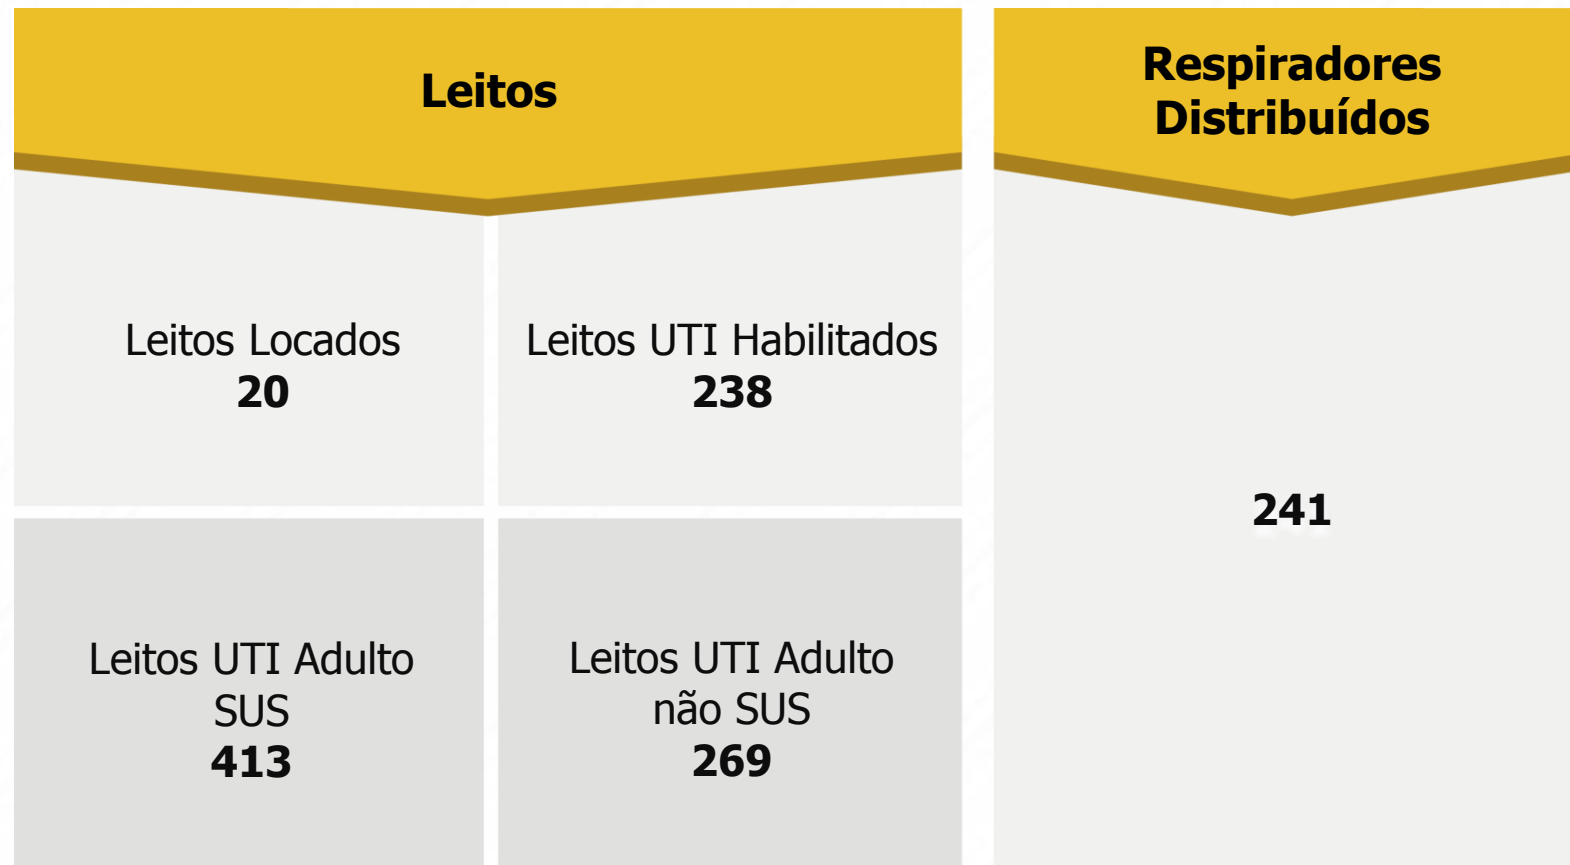 Leitos
Leitos Locados
20
Leitos UTI Habilitados
238
Leitos UTI Adulto
SUS
413
Leitos UTI Adulto
não SUS
269
Respiradores
Distribuídos
241